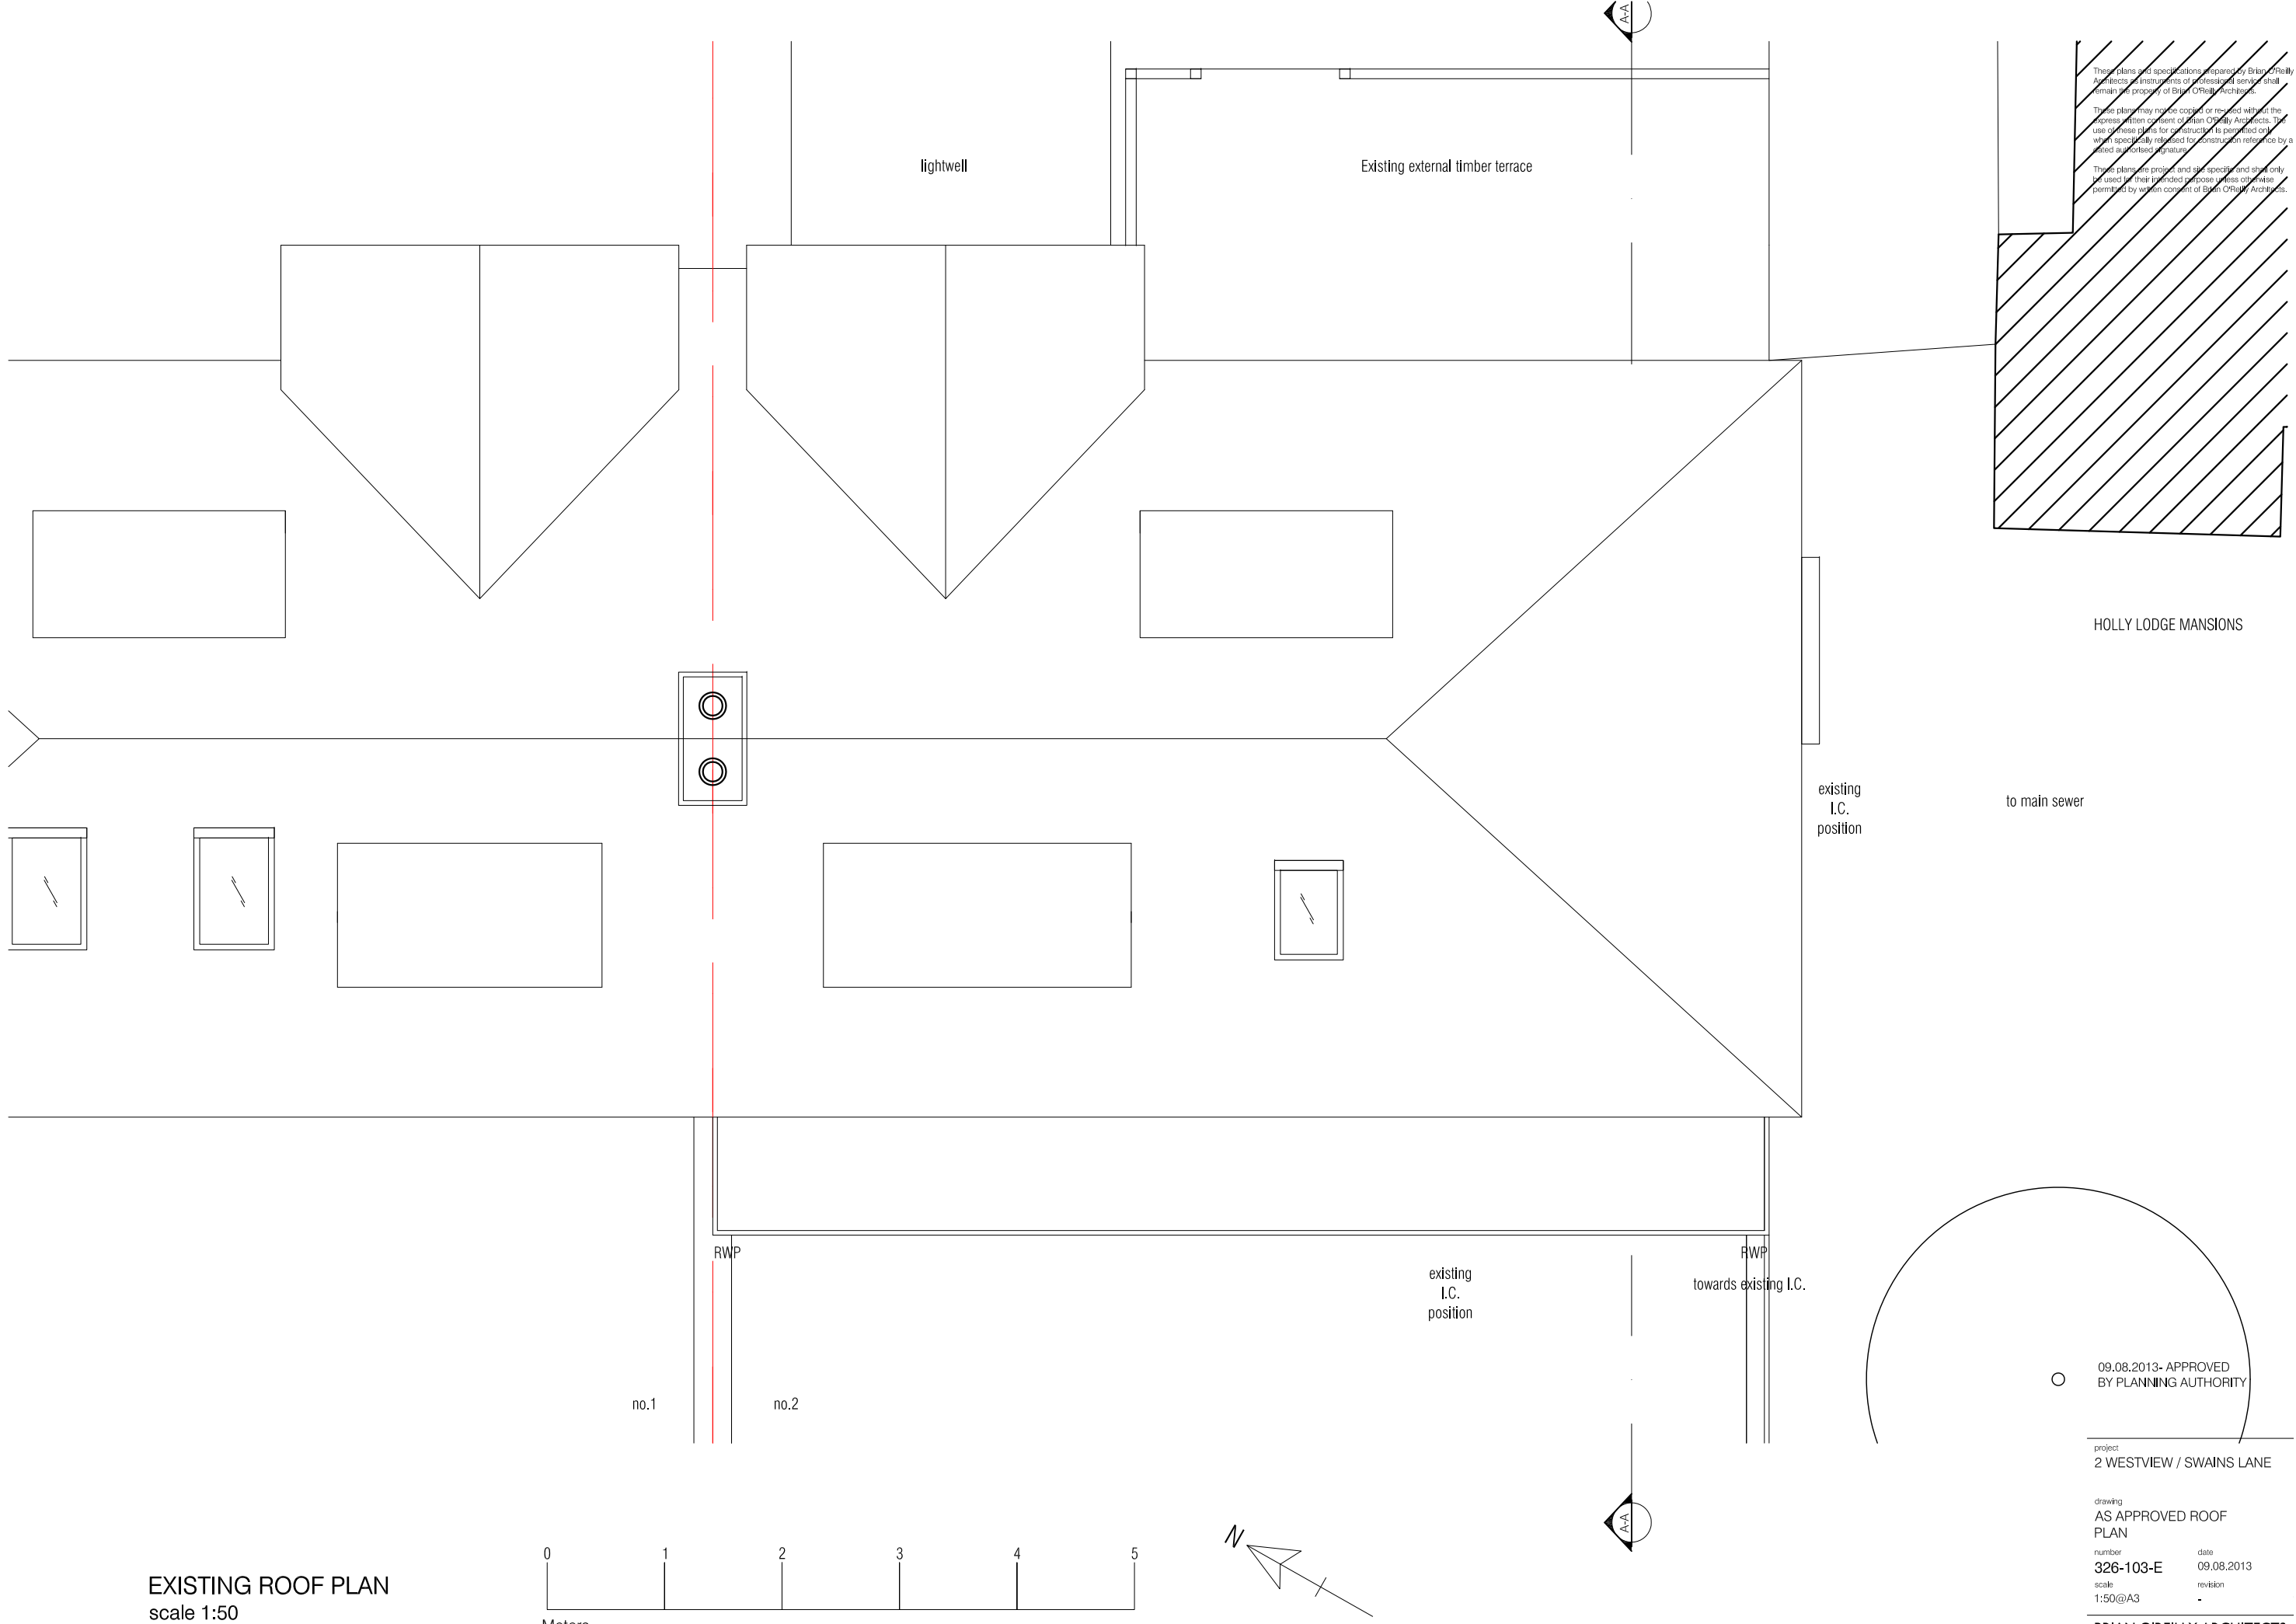 A-A
These plans and specifications prepared by Brian O'Reilly
Architects as instruments of professional service shall
remain the property of Brian O'Reilly Architects.
These plans may not be copied or re-used without the
express written consent of Brian O'Reilly Architects. The
use of these plans for construction is permitted only
when specifically released for construction reference by a
dated authorised signature.
These plans are project and site specific and shall only
be used for their intended purpose unless otherwise
permitted by written consent of Brian O'Reilly Architects.
lightwell
Existing external timber terrace
HOLLY LODGE MANSIONS
existing
I.C.
position
to main sewer
RWP
RWP
existing
I.C.
position
towards existing I.C.
no.1
no.2
09.08.2013- APPROVED
BY PLANNING AUTHORITY
project
2 WESTVIEW / SWAINS LANE
drawing
AS APPROVED ROOF
PLAN
number date
326-103-E 09.08.2013
scale revision
1:50@A3 -
BRIAN O'REILLY ARCHITECTS
A-A
N
0 1 2 3 4 5
Meters
EXISTING ROOF PLAN
scale 1:50